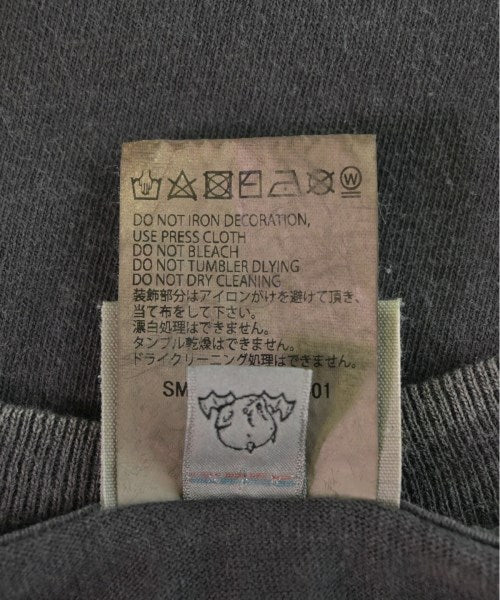 DO NOT IRON DECORATION,
USE PRESS CLOTH
DO NOT BLEACH
DO NOT TUMBLER DLYING
DO NOT DRY CLEANING
装飾部分はアイロンがけを避けて頂き、
当て布をして下さい。
漂白処理はできません。
タンブル乾燥はできません。
ドライクリーニング処理はできません。
SM 01